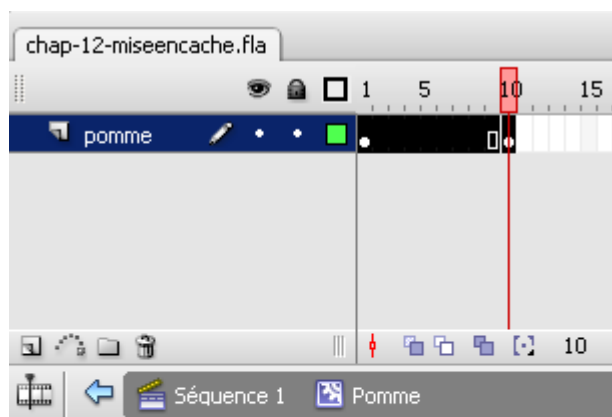 chap-12-miseencache.fla
1 5 10 15
pomme
10
Séquence 1 Pomme